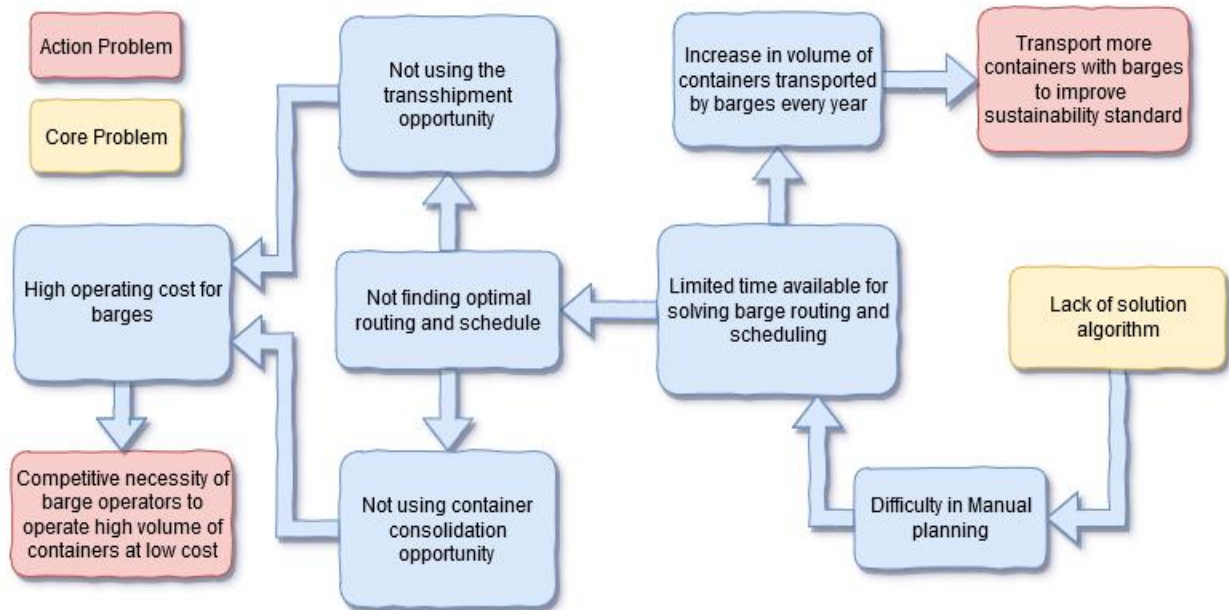 Action Problem
Core Problem
Not using the
transshipment
opportunity
Increase in volume of
containers transported
by barges every year
Transport more
containers with barges
to improve
sustainability standard
High operating cost for
barges
Not finding optimal
routing and schedule
Limited time available for
solving barge routing and
scheduling
Lack of solution
algorithm
Competitive necessity of
barge operators to
operate high volume of
containers at low cost
Not using container
consolidation
opportunity
Difficulty in Manual
planning